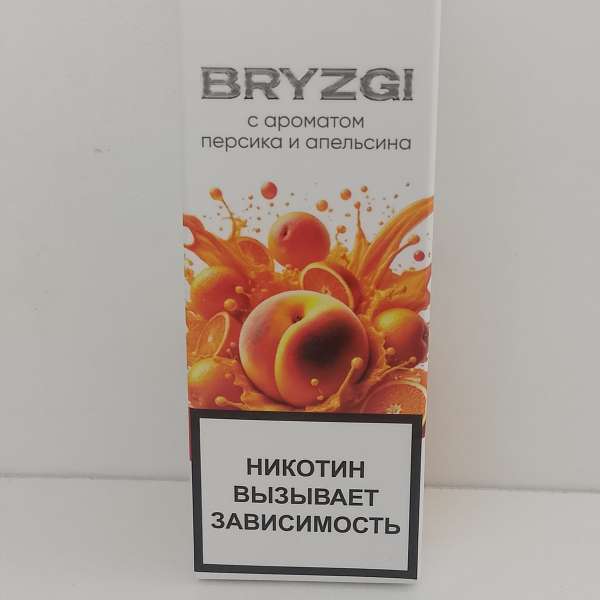 BRYZGI
с ароматом
персика и апельсина
НИКОТИН
ВЫЗЫВАЕТ
ЗАВИСИМОСТЬ